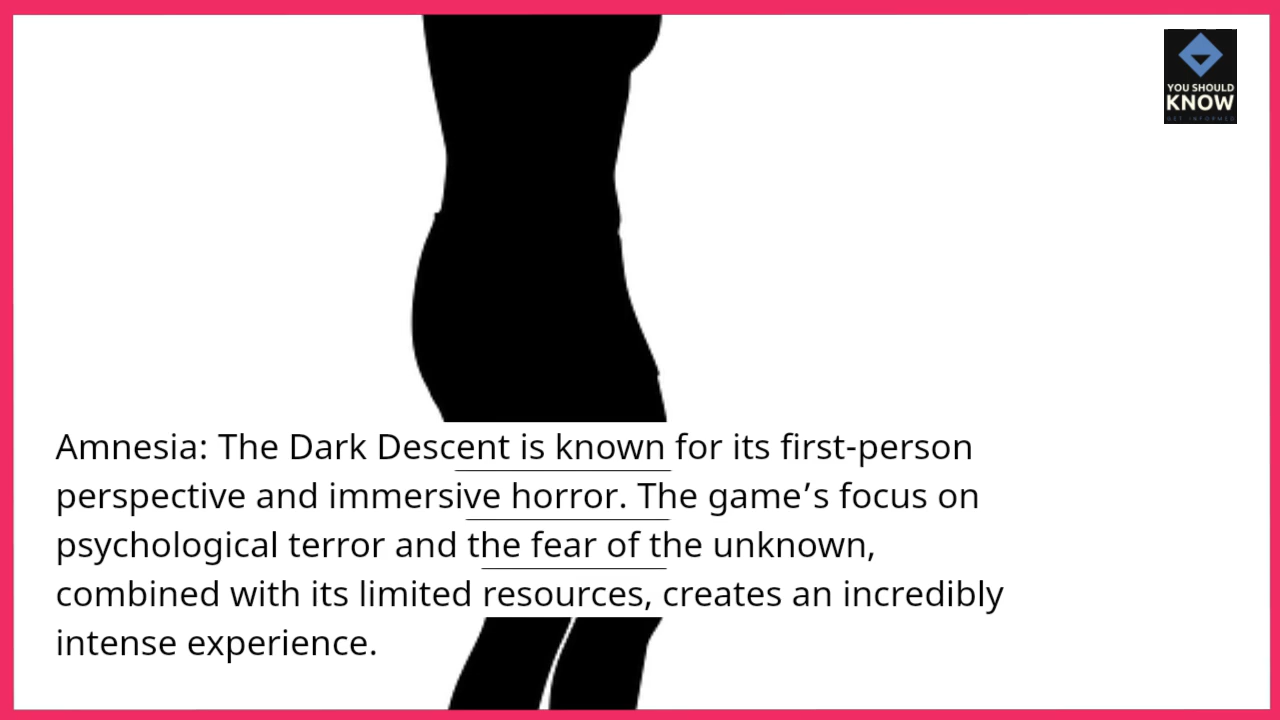 YOU SHOULD
KNOW
GET INFORMED
Amnesia: The Dark Descent is known for its first-person
perspective and immersive horror. The game’s focus on
psychological terror and the fear of the unknown,
combined with its limited resources, creates an incredibly
intense experience.